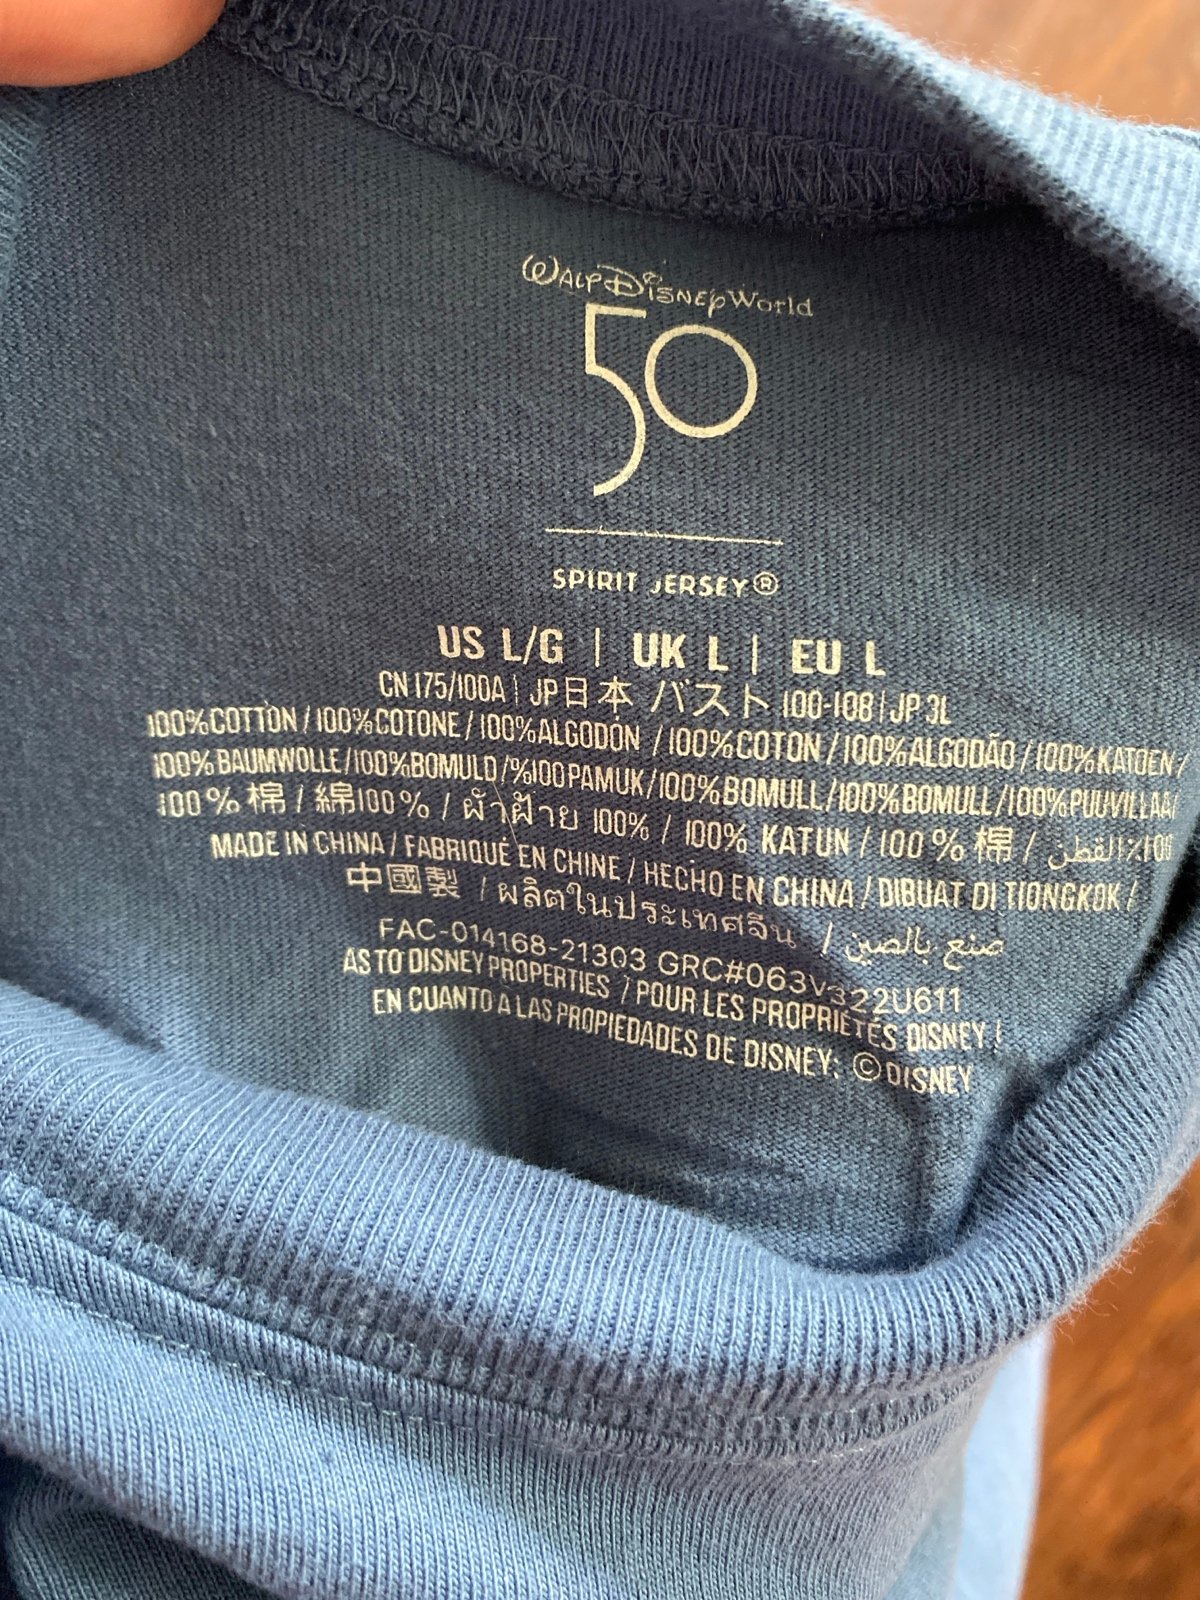 WALT DISNEY World
50
SPIRIT JERSEY®
US L/G | UK L | EU L
CN 175/100A | JP日本 バスト 100-108 | JP 3L
100%COTTON / 100%COTONE / 100%ALGODÓN / 100%COTON / 100%ALGODÃO / 100%KATOEN /
100% BAUMWOLLE/100%BOMULD/%100 PAMUK/100%BOMULL/100%BOMULL/100%PUUVILLAA/
100%棉 / 綿100% / ผ้าฝ้าย 100% / 100% KATUN / 100%棉 / القطن٪100
MADE IN CHINA / FABRIQUÉ EN CHINE / HECHO EN CHINA / DIBUAT DI TIONGKOK /
中國製 / ผลิตในประเทศจีน / صنع بالصين
FAC-014168-21303 GRC#063V322U611
AS TO DISNEY PROPERTIES / POUR LES PROPRIÉTÉS DISNEY /
EN CUANTO A LAS PROPIEDADES DE DISNEY: ©DISNEY